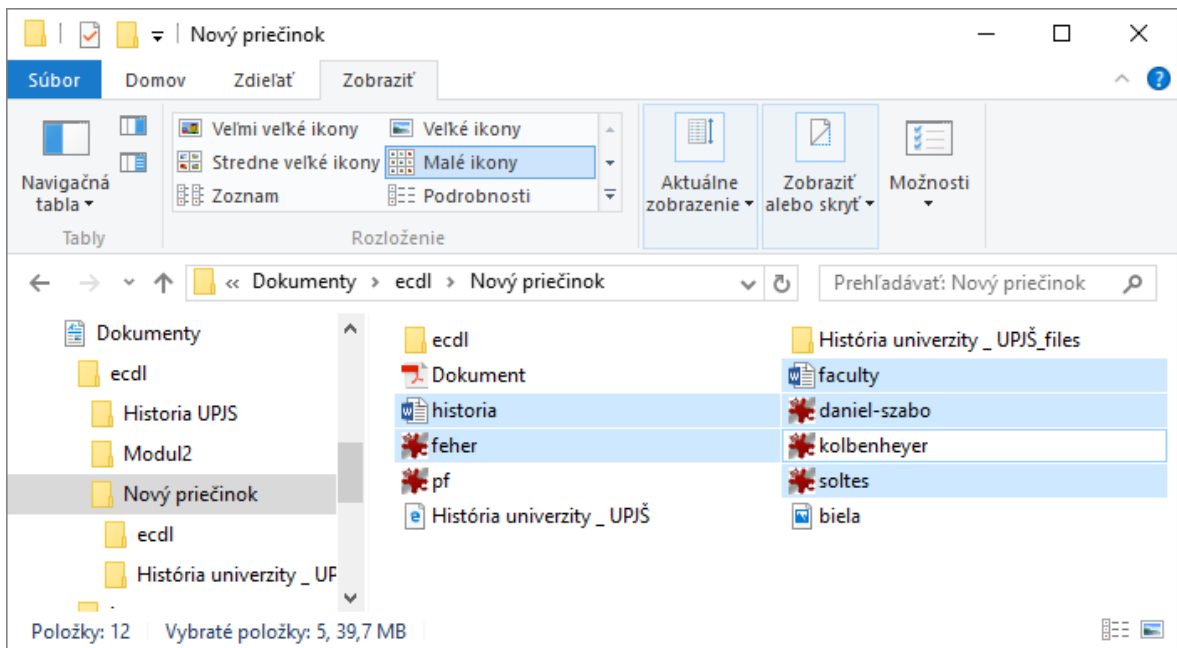 Nový priečinok
Súbor Domov Zdieľať Zobraziť
Veľmi veľké ikony Veľké ikony
Stredne veľké ikony Malé ikony
Zoznam Podrobnosti
Navigačná tabla
Aktuálne zobrazenie
Zobraziť alebo skryť
Možnosti
Tably Rozloženie
« Dokumenty > ecdl > Nový priečinok Prehľadávať: Nový priečinok
Dokumenty
ecdl
Historia UPJS
Modul2
Nový priečinok
ecdl
História univerzity _ UP
ecdl História univerzity _ UPJŠ_files
Dokument faculty
historia daniel-szabo
feher kolbenheyer
pf soltes
História univerzity _ UPJŠ biela
Položky: 12 Vybraté položky: 5, 39,7 MB